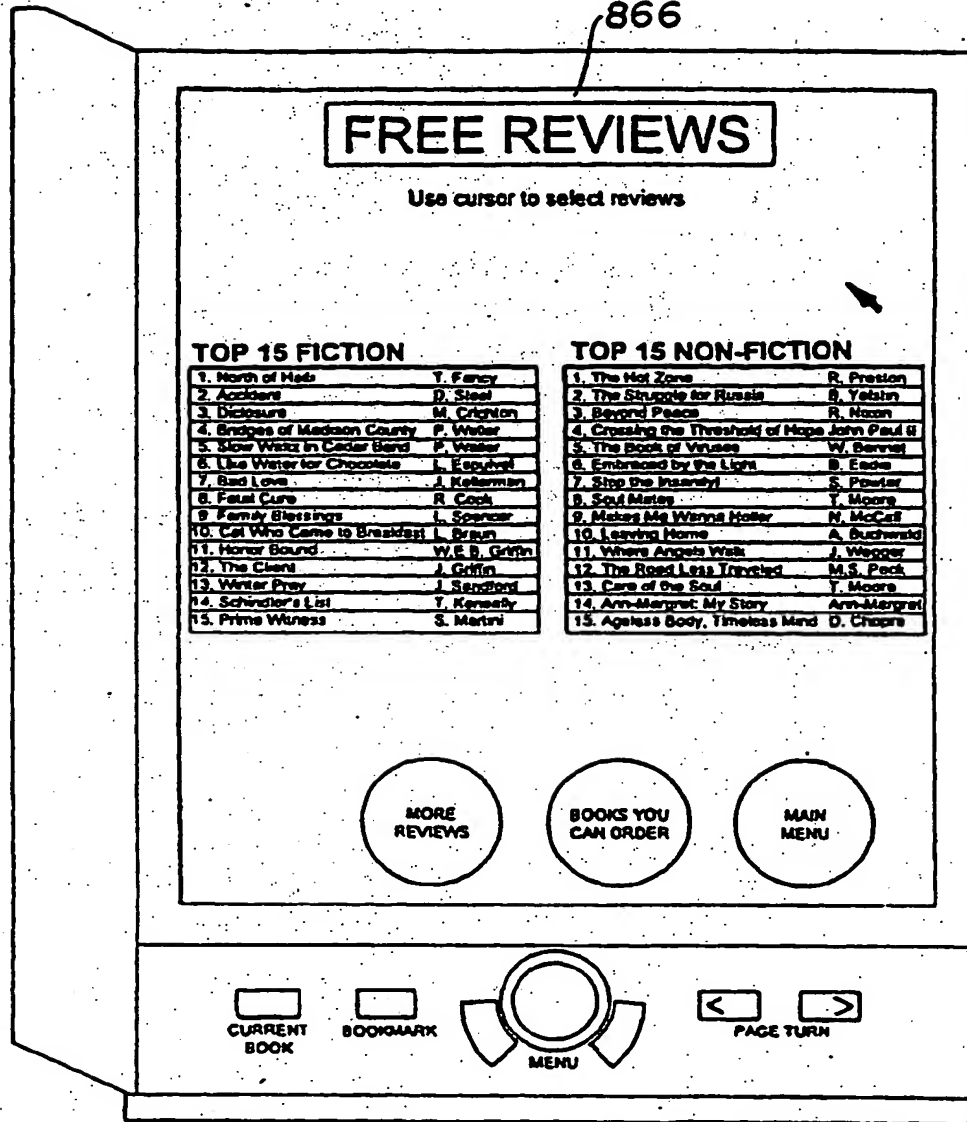 866
FREE REVIEWS
Use cursor to select reviews
TOP 15 FICTION
1. North of
2. Accident D. Steel
3. Diclosure M. Crighton
4. Bridges of Madison County P. Waller
5. Slow Waltz in Cedar Bend P. Waller
6. Like Water for Chocolate L. Esquivel
7. Bad Love J. Kellerman
8. Fatal Cure R. Cook
9. Family Blessings L. Spencer
10. Cat Who Came to Breakfast L. Braun
11. Honor Bound W.E.B. Griffin
12. The Client J. Griffin
13. Winter Prey J. Sandford
14. Schindler's List T. Keneally
15. Prime Witness S. Martini
TOP 15 NON-FICTION
1. The Hot Zone R. Preston
2. The Struggle for Russia B. Yeltsin
3. Beyond Peace R. Nixon
4. Crossing the Threshold of Hope John Paul II
5. The Book of Viruses W. Bennet
6. Embraced by the Light B. Eadie
7. Stop the Insanity! S. Powter
8. Soul Mates T. Moore
9. Makes Me Wanna Holler N. McCall
10. Leaving Home A. Buchwald
11. Where Angels Walk J. Wegger
12. The Road Less Traveled M.S. Peck
13. Care of the Soul T. Moore
14. Ann-Margret: My Story Ann-Margret
15. Ageless Body, Timeless Mind D. Chopra
MORE
REVIEWS
BOOKS YOU
CAN ORDER
MAIN
MENU
CURRENT
BOOK
BOOKMARK
MENU
<
>
PAGE TURN